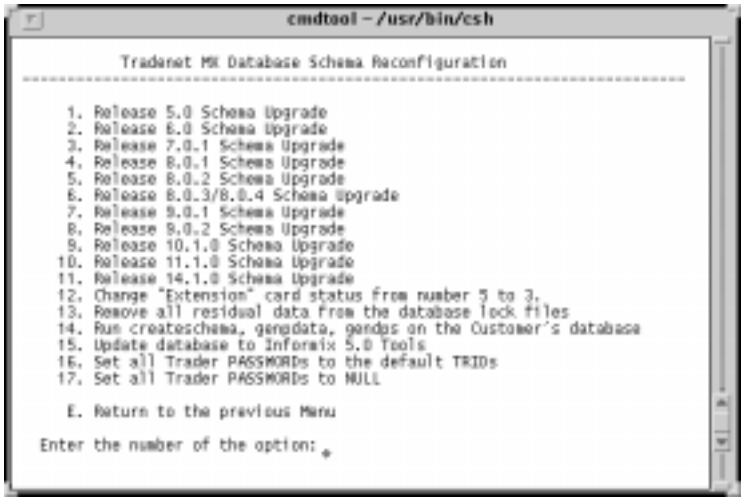 cmdtool - /usr/bin/csh
Tradenet MX Database Schema Reconfiguration
--------------------------------------------------------------------------------
1. Release 5.0 Schema Upgrade
2. Release 6.0 Schema Upgrade
3. Release 7.0.1 Schema Upgrade
4. Release 8.0.1 Schema Upgrade
5. Release 8.0.2 Schema Upgrade
6. Release 8.0.3/8.0.4 Schema Upgrade
7. Release 9.0.1 Schema Upgrade
8. Release 9.0.2 Schema Upgrade
9. Release 10.1.0 Schema Upgrade
10. Release 11.1.0 Schema Upgrade
11. Release 14.1.0 Schema Upgrade
12. Change "Extension" card status from number 5 to 3.
13. Remove all residual data from the database lock files
14. Run createschema, genpdata, gendps on the Customer's database
15. Update database to Informix 5.0 Tools
16. Set all Trader PASSWORDs to the default TRIDs
17. Set all Trader PASSWORDs to NULL
E. Return to the previous Menu
Enter the number of the option: